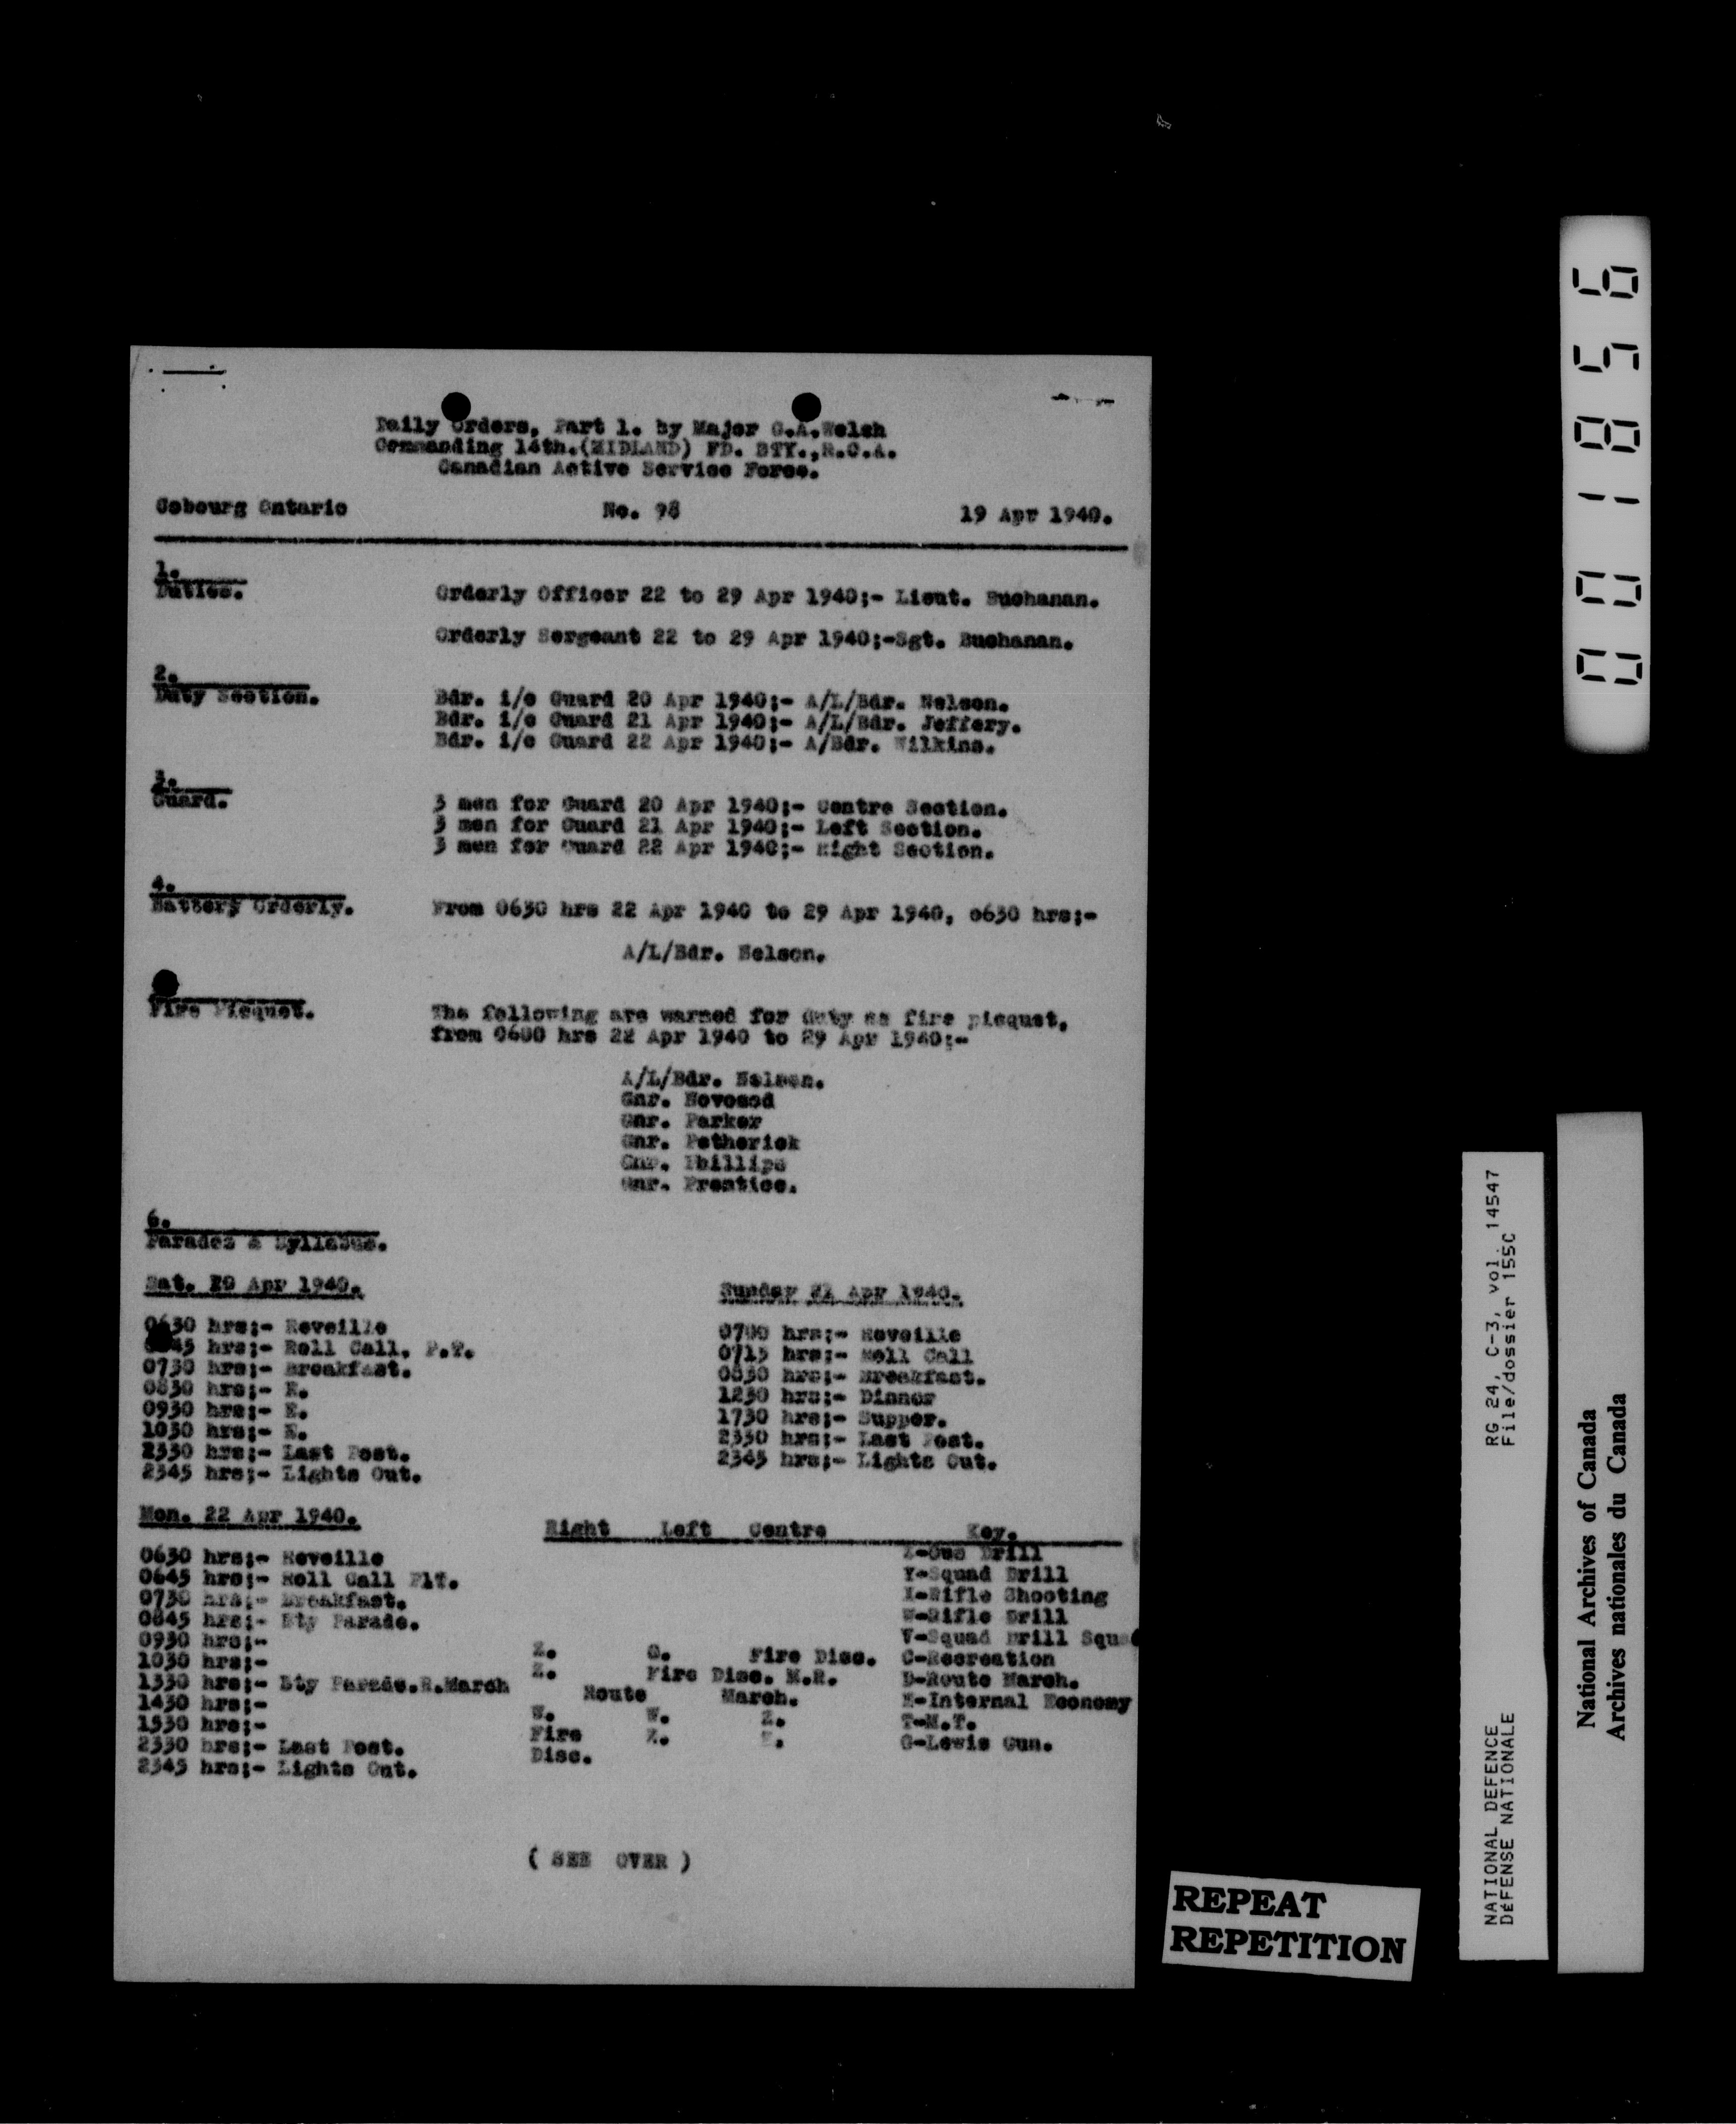 Daily Orders, Part 1. by Major G.A.Welsh
Commanding 14th.(MIDLAND) FD. BTY.,R.C.A.
Canadian Active Service Force.
Cobourg Ontario No. 98 19 Apr 1940.
1.
Duties. Orderly Officer 22 to 29 Apr 1940;- Lieut. Buchanan.
Orderly Sergeant 22 to 29 Apr 1940;-Sgt. Buchanan.
2.
Duty Section. Bdr. i/c Guard 20 Apr 1940;- A/L/Bdr. Nelson.
Bdr. i/c Guard 21 Apr 1940;- A/L/Bdr. Jeffery.
Bdr. i/c Guard 22 Apr 1940;- A/Bdr. Wilkins.
3.
Guard. 3 men for Guard 20 Apr 1940;- Centre Section.
3 men for Guard 21 Apr 1940;- Left Section.
3 men for Guard 22 Apr 1940;- Right Section.
4.
Battery Orderly. From 0630 hrs 22 Apr 1940 to 29 Apr 1940, 0630 hrs;-
A/L/Bdr. Nelson.
Fire Picquet. The following are warned for duty as fire picquet,
from 0600 hrs 22 Apr 1940 to 29 Apr 1940;-
A/L/Bdr. Nelson.
Gnr. Novosod
Gnr. Parker
Gnr. Petherick
Gnr. Phillips
Gnr. Prentice.
6.
Parades & Syllabus.
Sat. 20 Apr 1940. Sunday 21 Apr 1940.
0630 hrs;- Reveille 0700 hrs;- Reveille
0645 hrs;- Roll Call. P.T. 0715 hrs;- Roll Call
0730 hrs;- Breakfast. 0830 hrs;- Breakfast.
0830 hrs;- E. 1230 hrs;- Dinner
0930 hrs;- E. 1730 hrs;- Supper.
1030 hrs;- E. 2330 hrs;- Last Post.
2330 hrs;- Last Post. 2345 hrs;- Lights Out.
2345 hrs;- Lights Out.
Mon. 22 Apr 1940. Right Left Centre Key.
0630 hrs;- Reveille Z-Gun Drill
0645 hrs;- Roll Call Y-Squad Drill
0730 hrs;- Breakfast. X-Rifle Shooting
0845 hrs;- Bty Parade. W-Rifle Drill
0930 hrs;- Z. G. Fire Disc. V-Squad Drill
1030 hrs;- Z. Fire Disc. M.R. C-Recreation
1330 hrs;- Bty Parade.R.March Route March. D-Route March.
1430 hrs;- W. W. Z. E-Internal Economy
1530 hrs;- Fire Disc. Z. T-M.T.
2330 hrs;- Last Post. G-Lewis Gun.
2345 hrs;- Lights Out.
( SEE OVER )
REPEAT
REPETITION
001856
RG 24, C-3, vol. 14547
File/dossier 155C
NATIONAL DEFENCE
DÉFENSE NATIONALE
National Archives of Canada
Archives nationales du Canada